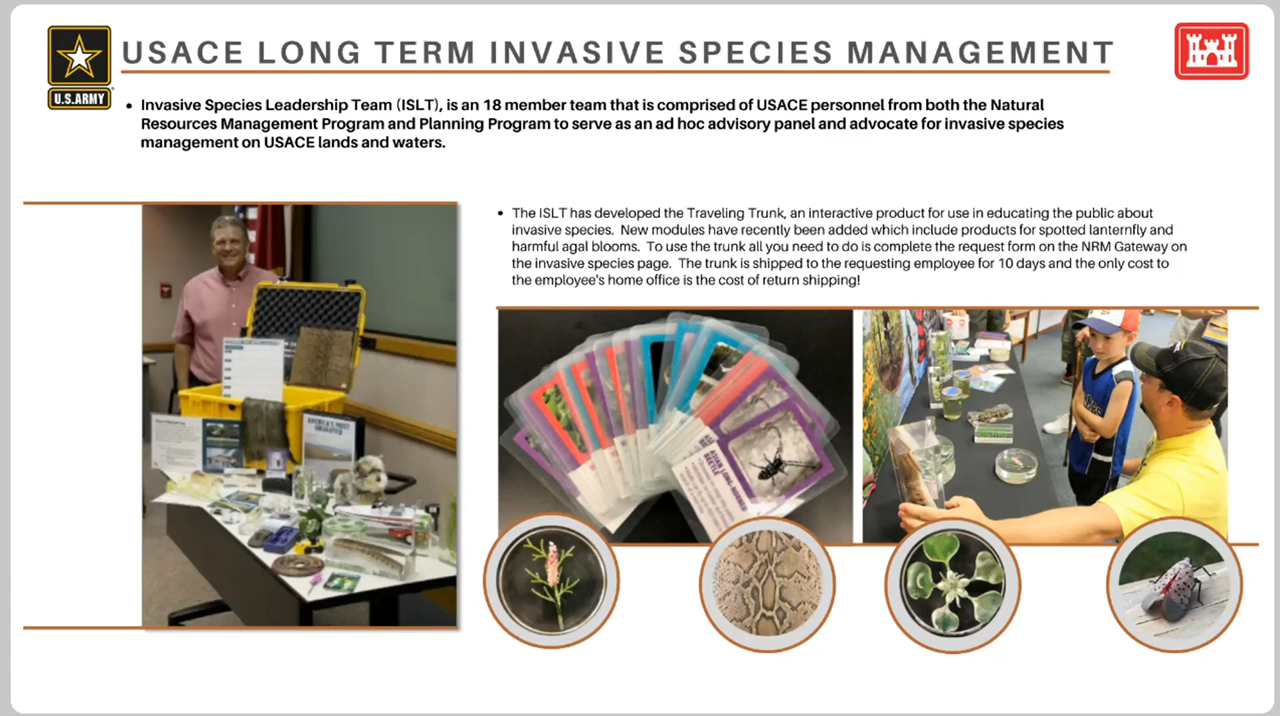 USACE LONG TERM INVASIVE SPECIES MANAGEMENT
U.S.ARMY
• Invasive Species Leadership Team (ISLT), is an 18 member team that is comprised of USACE personnel from both the Natural
Resources Management Program and Planning Program to serve as an ad hoc advisory panel and advocate for invasive species
management on USACE lands and waters.
• The ISLT has developed the Traveling Trunk, an interactive product for use in educating the public about
invasive species. New modules have recently been added which include products for spotted lanternfly and
harmful agal blooms. To use the trunk all you need to do is complete the request form on the NRM Gateway on
the invasive species page. The trunk is shipped to the requesting employee for 10 days and the only cost to
the employee's home office is the cost of return shipping!
AMERICA'S MOST
UNWANTED
ASIAN LONG-HORNED
BEETLE